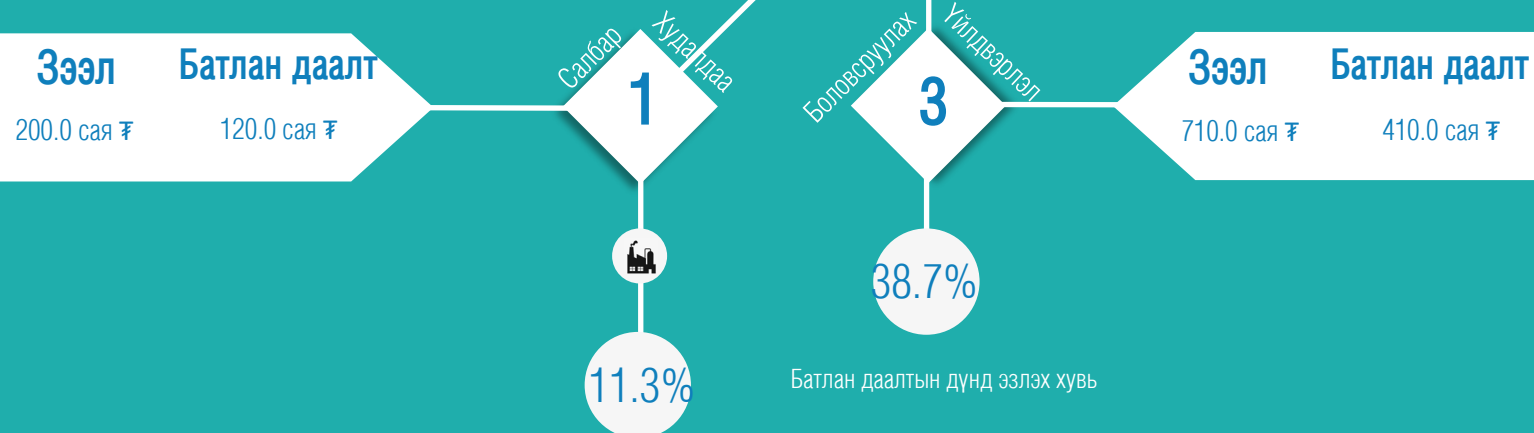 Зээл Батлан даалт
200.0 сая ₮ 120.0 сая ₮
Салбар
Худалдаа
1
11.3%
Боловсруулах
Үйлдвэрлэл
3
38.7%
Зээл Батлан даалт
710.0 сая ₮ 410.0 сая ₮
Батлан даалтын дүнд эзлэх хувь